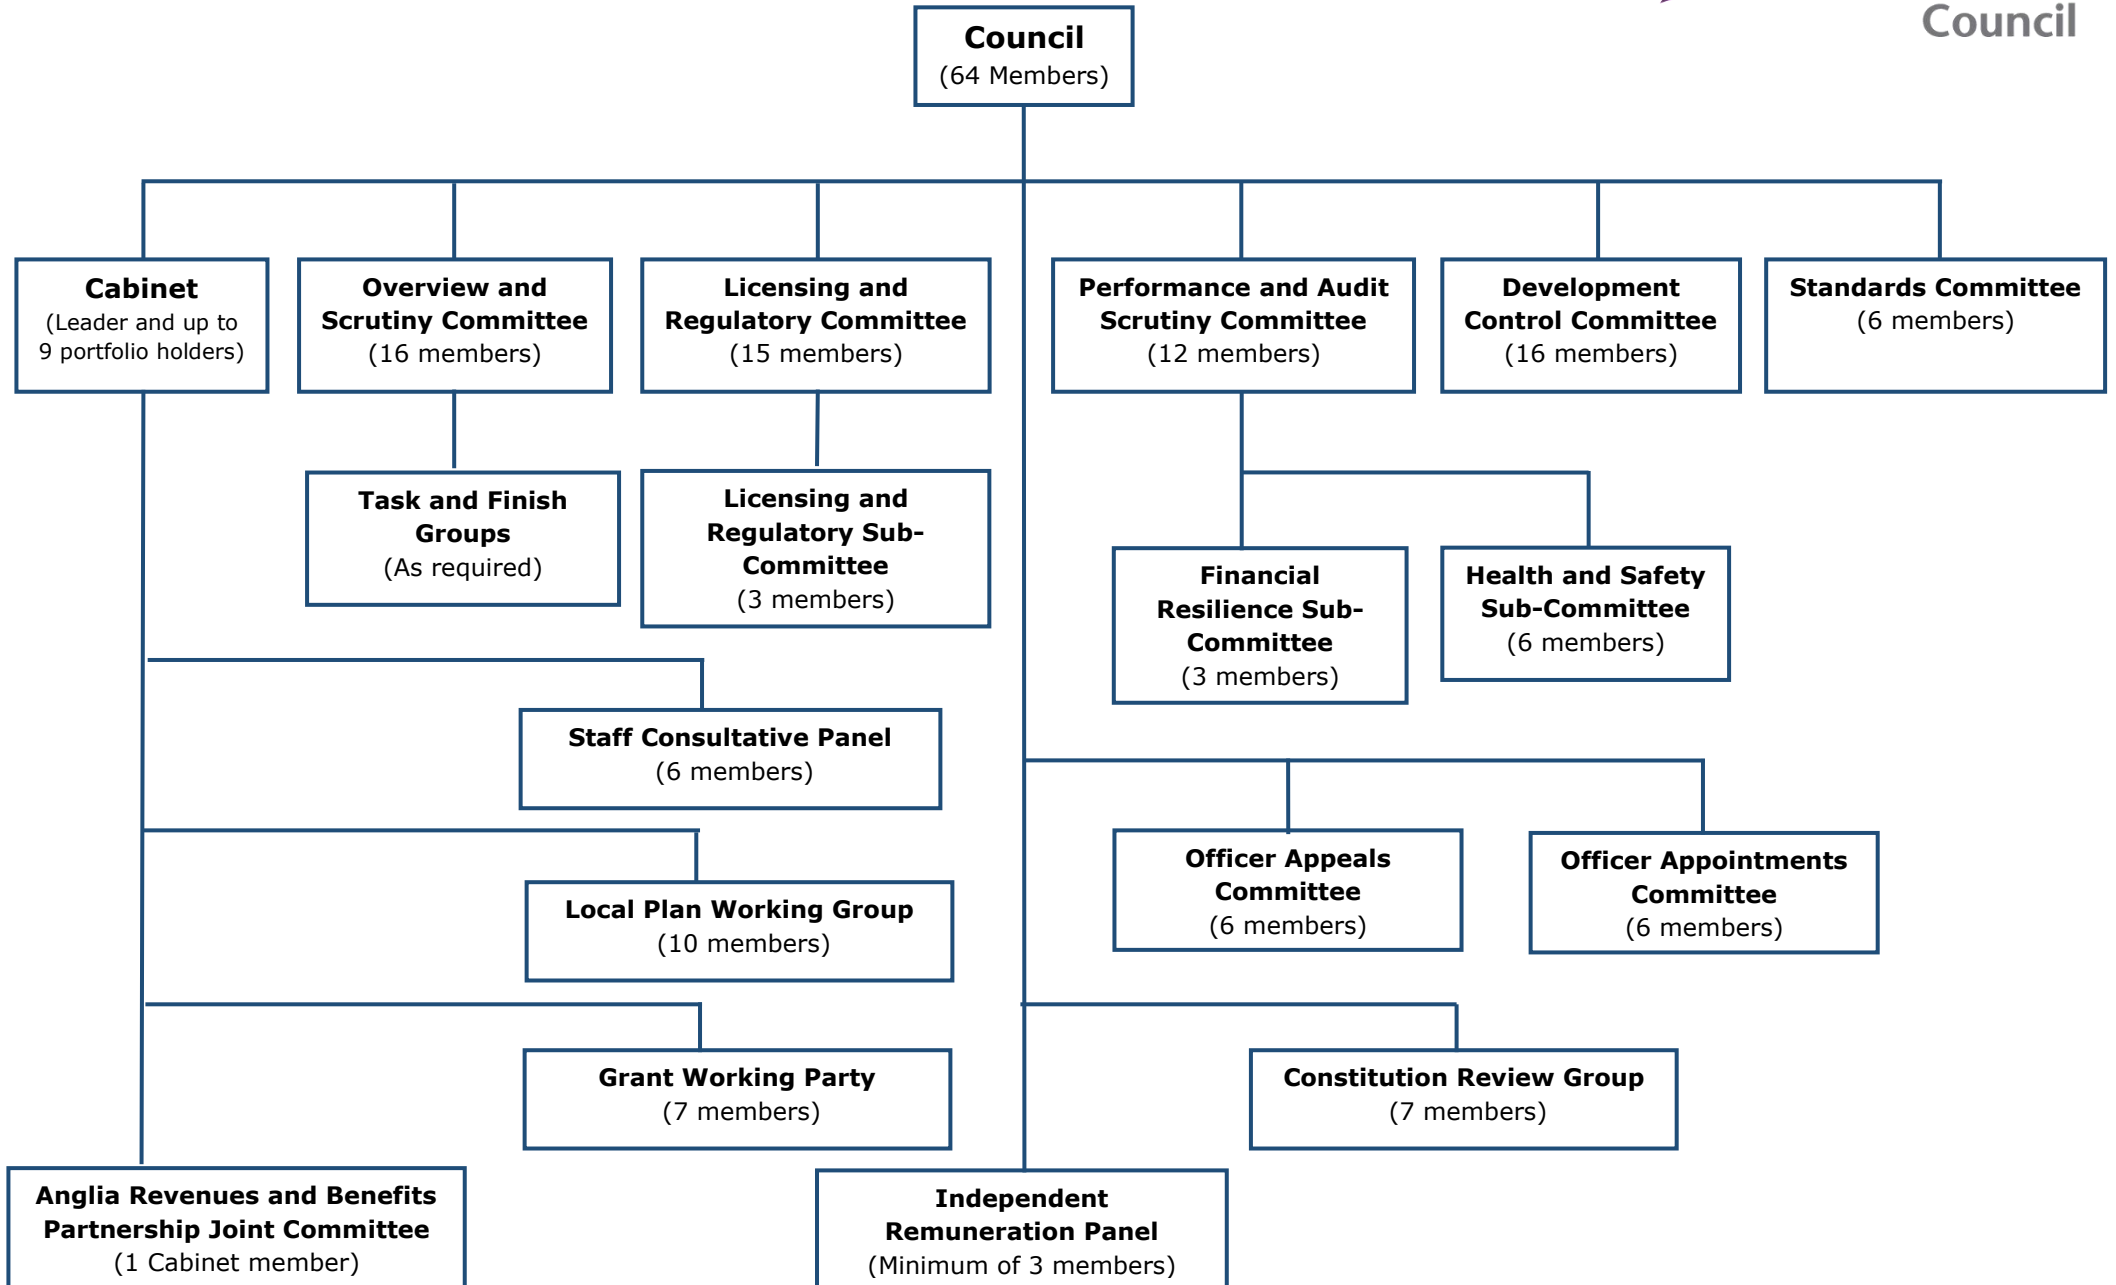 Council
Council
(64 Members)
Cabinet
(Leader and up to
9 portfolio holders)
Overview and
Scrutiny Committee
(16 members)
Licensing and
Regulatory Committee
(15 members)
Performance and Audit
Scrutiny Committee
(12 members)
Development
Control Committee
(16 members)
Standards Committee
(6 members)
Task and Finish
Groups
(As required)
Licensing and
Regulatory Sub-
Committee
(3 members)
Financial
Resilience Sub-
Committee
(3 members)
Health and Safety
Sub-Committee
(6 members)
Staff Consultative Panel
(6 members)
Officer Appeals
Committee
(6 members)
Officer Appointments
Committee
(6 members)
Local Plan Working Group
(10 members)
Grant Working Party
(7 members)
Constitution Review Group
(7 members)
Anglia Revenues and Benefits
Partnership Joint Committee
(1 Cabinet member)
Independent
Remuneration Panel
(Minimum of 3 members)